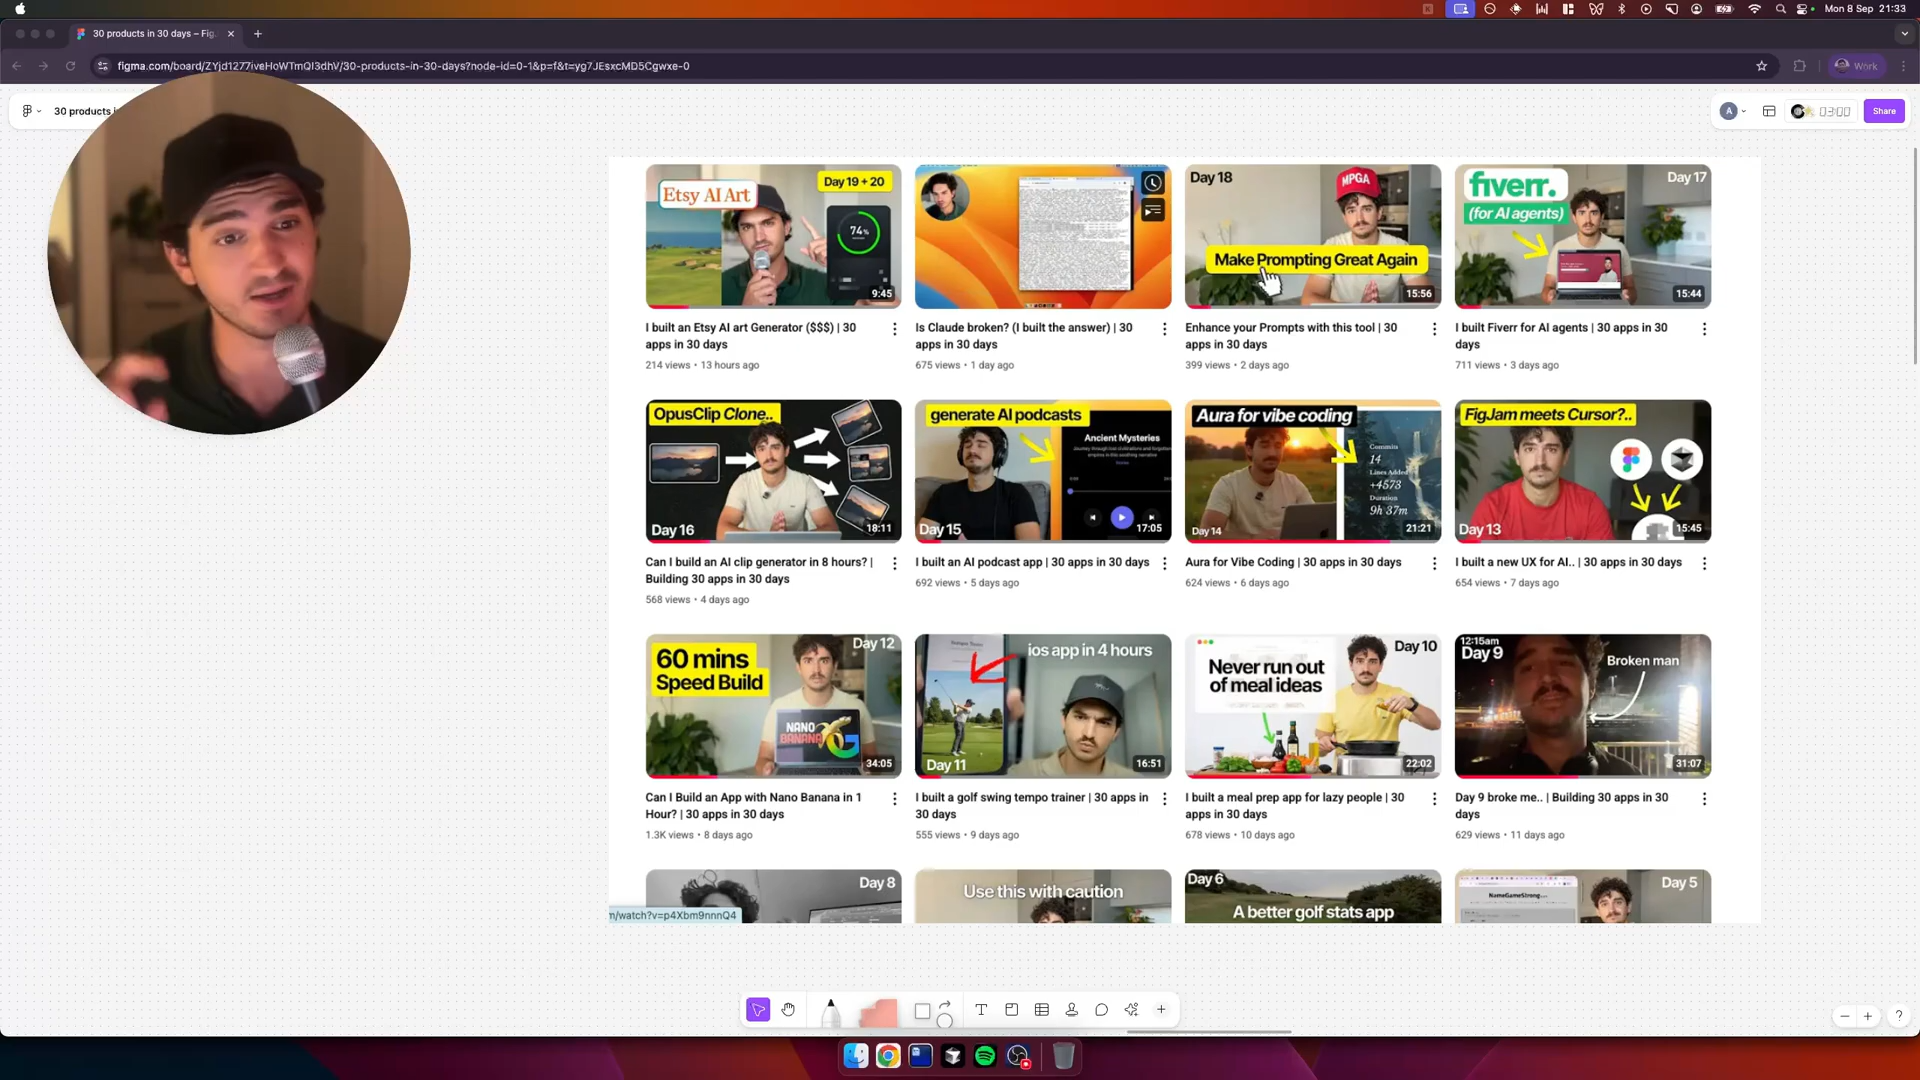 Mon 8 Sep 21:33
30 products in 30 days – Fig
figma.com/board/ZYjd1277iveHoWTmQI3dhV/30-products-in-30-days?node-id=0-1&p=f&t=yg7JEsxcMD5Cgwxe-0
Work
30 products
A
03:00
Share
Etsy AI Art
Day 19 + 20
74%
9:45
Day 18
MPGA
Make Prompting Great Again
15:56
fiverr.
(for AI agents)
Day 17
15:44
I built an Etsy AI art Generator ($$$) | 30
apps in 30 days
214 views • 13 hours ago
Is Claude broken? (I built the answer) | 30
apps in 30 days
675 views • 1 day ago
Enhance your Prompts with this tool | 30
apps in 30 days
399 views • 2 days ago
I built Fiverr for AI agents | 30 apps in 30
days
711 views • 3 days ago
OpusClip Clone..
Day 16
18:11
generate AI podcasts
Ancient Mysteries
Day 15
17:05
Aura for vibe coding
Commits
14
Lines Added
+4573
Duration
9h 37m
Day 14
21:21
FigJam meets Cursor?..
Day 13
15:45
Can I build an AI clip generator in 8 hours? |
Building 30 apps in 30 days
568 views • 4 days ago
I built an AI podcast app | 30 apps in 30 days
692 views • 5 days ago
Aura for Vibe Coding | 30 apps in 30 days
624 views • 6 days ago
I built a new UX for AI.. | 30 apps in 30 days
654 views • 7 days ago
Day 12
60 mins
Speed Build
NANO
BANANA
34:05
ios app in 4 hours
Day 11
16:51
Day 10
Never run out
of meal ideas
22:02
12:15am
Day 9
Broken man
31:07
Can I Build an App with Nano Banana in 1
Hour? | 30 apps in 30 days
1.3K views • 8 days ago
I built a golf swing tempo trainer | 30 apps in
30 days
555 views • 9 days ago
I built a meal prep app for lazy people | 30
apps in 30 days
678 views • 10 days ago
Day 9 broke me.. | Building 30 apps in 30
days
629 views • 11 days ago
Day 8
/watch?v=p4Xbm9nnnQ4
Use this with caution
Day 6
A better golf stats app
NameGameStrong
Day 5